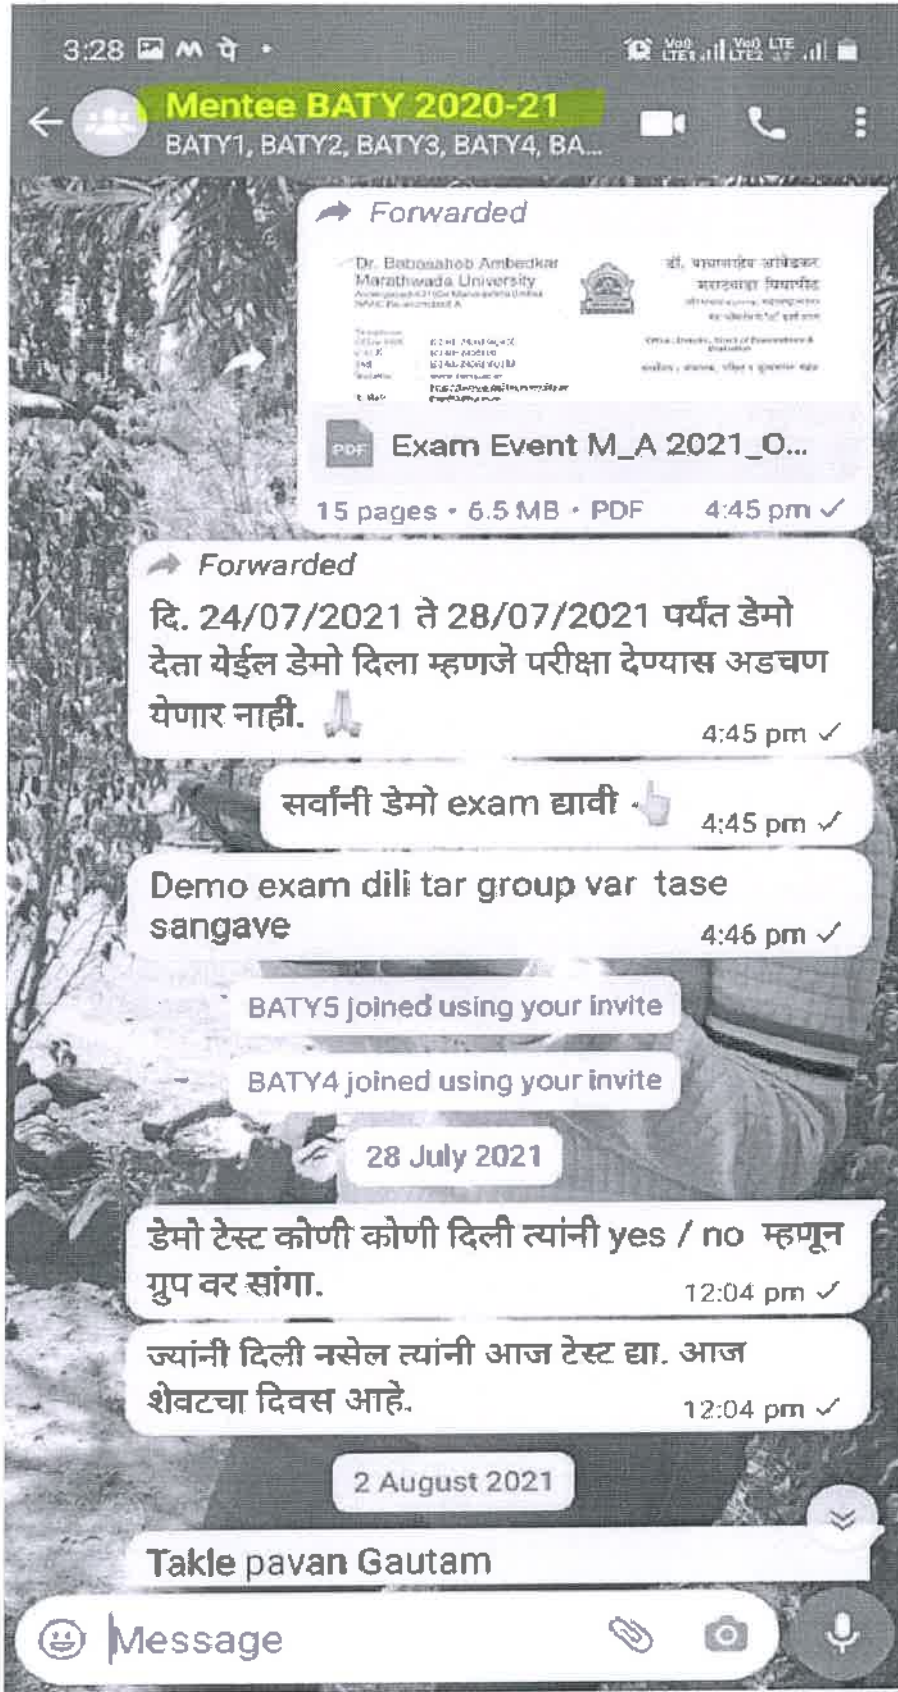 3:28
Mentee BATY 2020-21
BATY1, BATY2, BATY3, BATY4, BA...
Forwarded
Dr. Babasaheb Ambedkar
Marathwada University
PDF Exam Event M_A 2021_O...
15 pages • 6.5 MB • PDF 4:45 pm
Forwarded
दि. 24/07/2021 ते 28/07/2021 पर्यंत डेमो
देता येईल डेमो दिला म्हणजे परीक्षा देण्यास अडचण
येणार नाही. 🙏
4:45 pm
सर्वांनी डेमो exam द्यावी 👆
4:45 pm
Demo exam dili tar group var tase
sangave 4:46 pm
BATY5 joined using your invite
BATY4 joined using your invite
28 July 2021
डेमो टेस्ट कोणी कोणी दिली त्यांनी yes / no म्हणून
ग्रुप वर सांगा. 12:04 pm
ज्यांनी दिली नसेल त्यांनी आज टेस्ट द्या. आज
शेवटचा दिवस आहे. 12:04 pm
2 August 2021
Takle pavan Gautam
Message